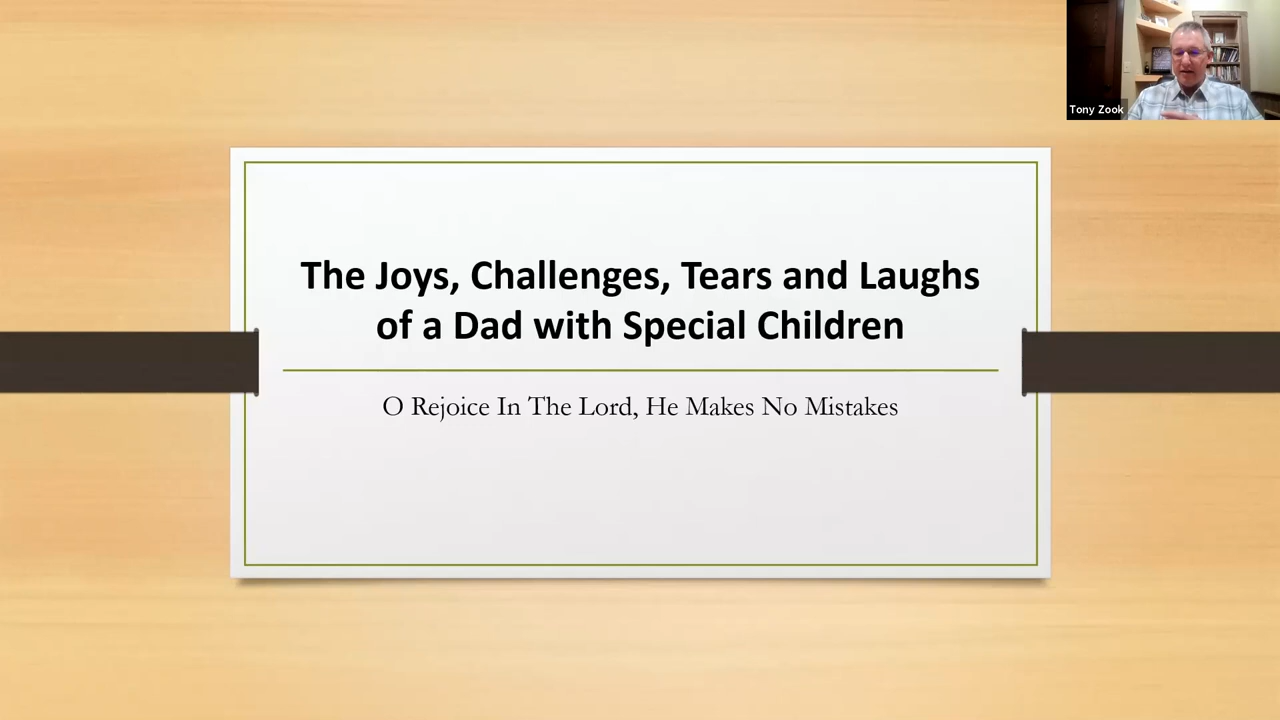 Tony Zook
The Joys, Challenges, Tears and Laughs
of a Dad with Special Children
O Rejoice In The Lord, He Makes No Mistakes